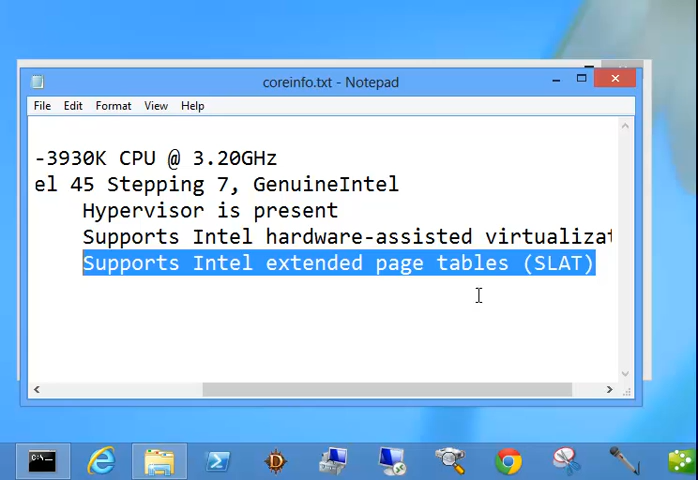 coreinfo.txt - Notepad
File Edit Format View Help
-3930K CPU @ 3.20GHz
el 45 Stepping 7, GenuineIntel
Hypervisor is present
Supports Intel hardware-assisted virtualizat
Supports Intel extended page tables (SLAT)
C:\_